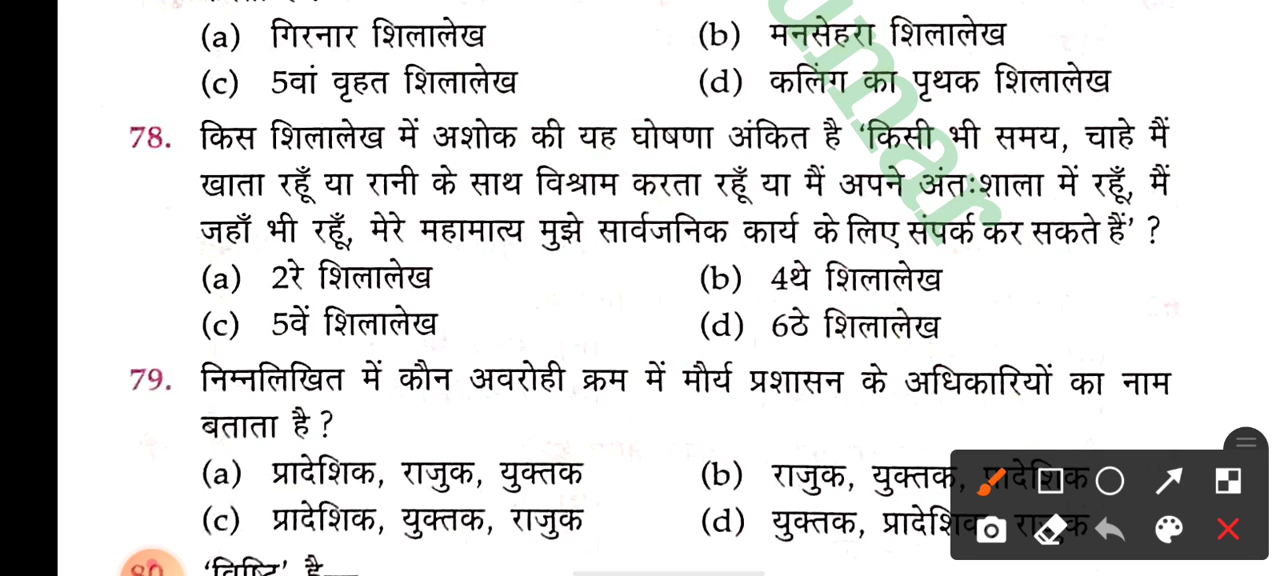 (a) गिरनार शिलालेख (b) मनसेहरा शिलालेख
(c) 5वां वृहत शिलालेख (d) कलिंग का पृथक शिलालेख
78. किस शिलालेख में अशोक की यह घोषणा अंकित है ‘किसी भी समय, चाहे मैं
खाता रहूँ या रानी के साथ विश्राम करता रहूँ या मैं अपने अंतःशाला में रहूँ, मैं
जहाँ भी रहूँ, मेरे महामात्य मुझे सार्वजनिक कार्य के लिए संपर्क कर सकते हैं’ ?
(a) 2रे शिलालेख (b) 4थे शिलालेख
(c) 5वें शिलालेख (d) 6ठे शिलालेख
79. निम्नलिखित में कौन अवरोही क्रम में मौर्य प्रशासन के अधिकारियों का नाम
बताता है ?
(a) प्रादेशिक, राजुक, युक्तक (b) राजुक, युक्तक, प्रादेशिक
(c) प्रादेशिक, युक्तक, राजुक (d) युक्तक, प्रादेशिक, राजुक
80. ‘विष्टि’ है—
umar